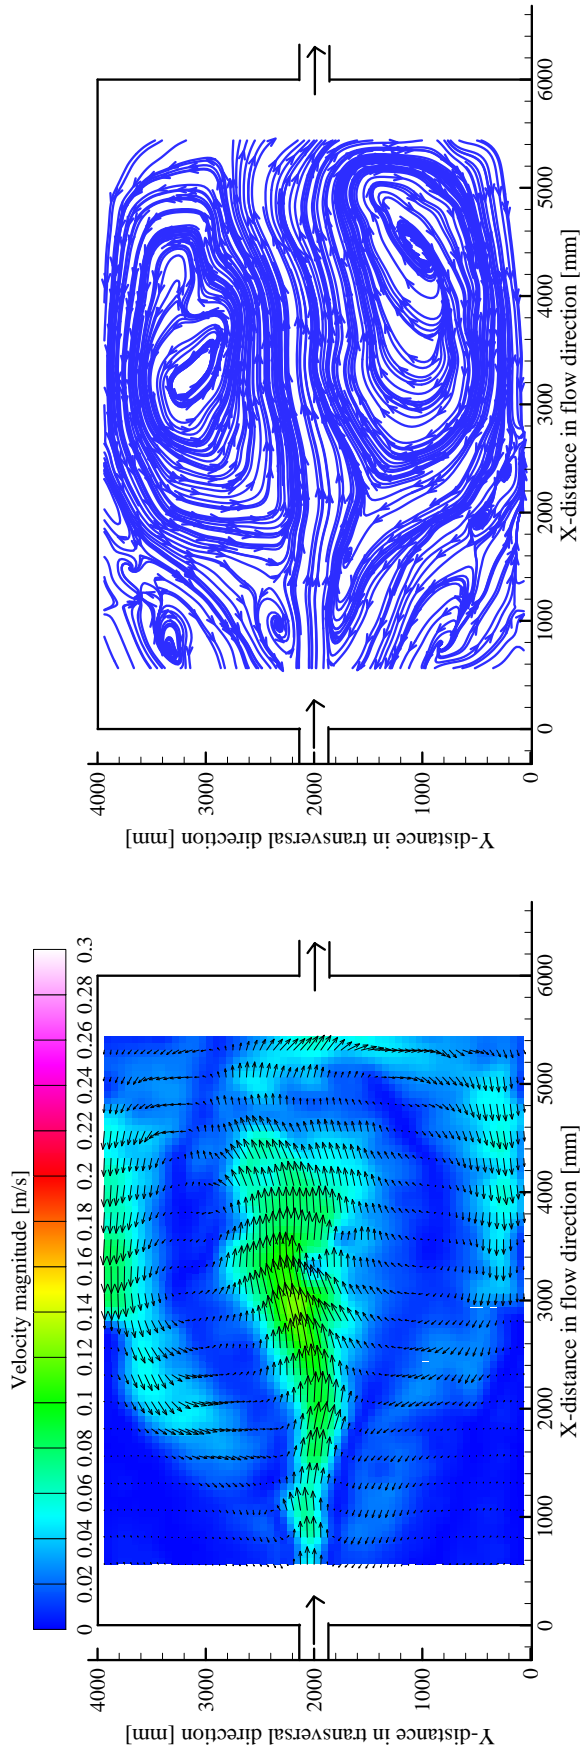 Velocity magnitude [m/s]
0 0.02 0.04 0.06 0.08 0.1 0.12 0.14 0.16 0.18 0.2 0.22 0.24 0.26 0.28 0.3
Y-distance in transversal direction [mm]
4000
3000
2000
1000
0
0 1000 2000 3000 4000 5000 6000
X-distance in flow direction [mm]
Y-distance in transversal direction [mm]
4000
3000
2000
1000
0
0 1000 2000 3000 4000 5000 6000
X-distance in flow direction [mm]